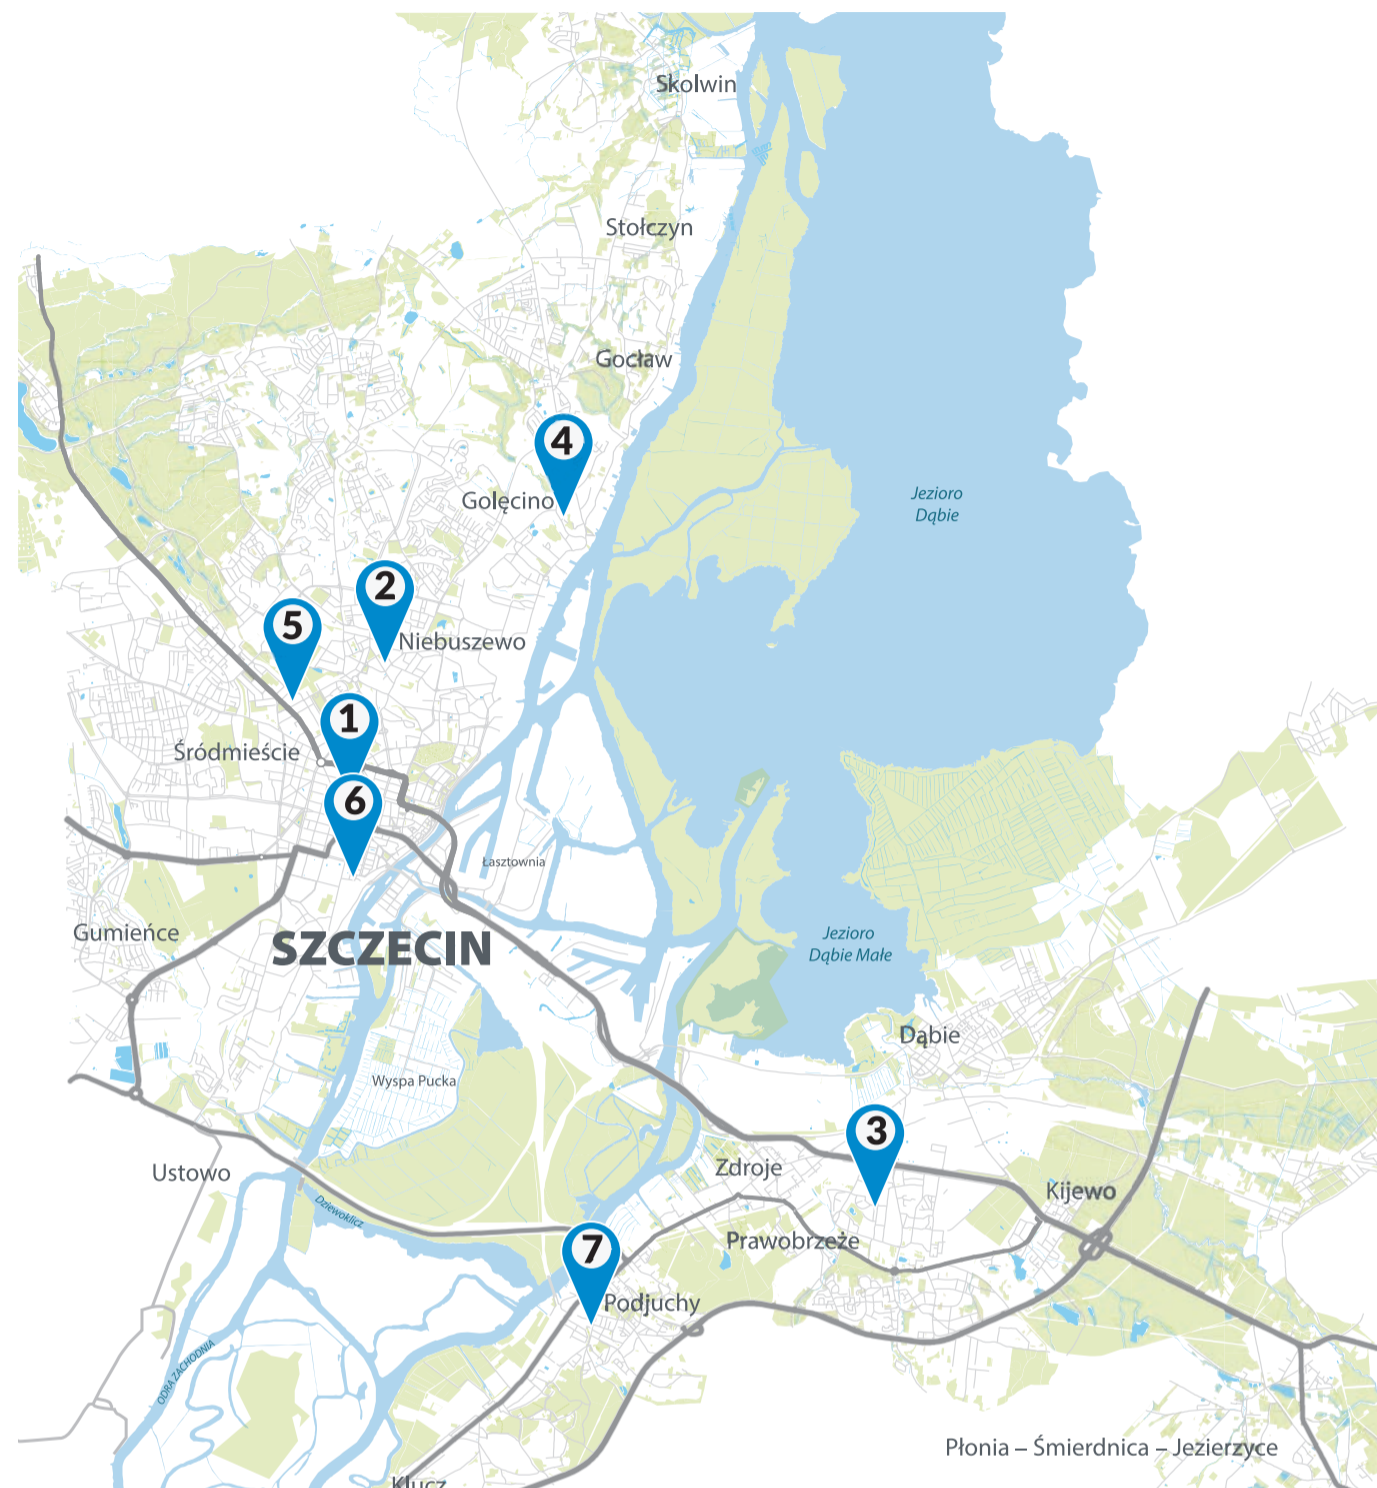 Skolwin
Stołczyn
Gocław
4
Golęcino
Jezioro
Dąbie
2
5
Niebuszewo
1
Śródmieście
6
Łasztownia
Gumieńce
SZCZECIN
Jezioro
Dąbie Małe
Dąbie
Wyspa Pucka
3
Zdroje
Ustowo
Kijewo
Dziewoklicz
Prawobrzeże
7
Podjuchy
ODRA ZACHODNIA
Płonia – Śmierdnica – Jezierzyce
Klucz